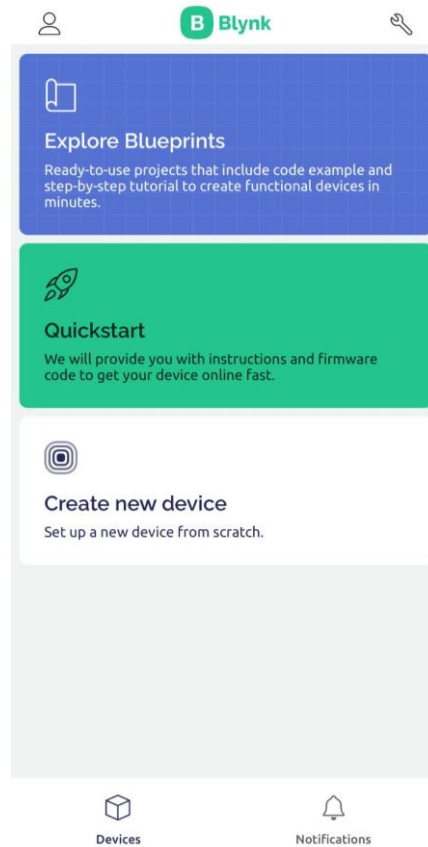 B Blynk
Explore Blueprints
Ready-to-use projects that include code example and
step-by-step tutorial to create functional devices in
minutes.
Quickstart
We will provide you with instructions and firmware
code to get your device online fast.
Create new device
Set up a new device from scratch.
Devices
Notifications